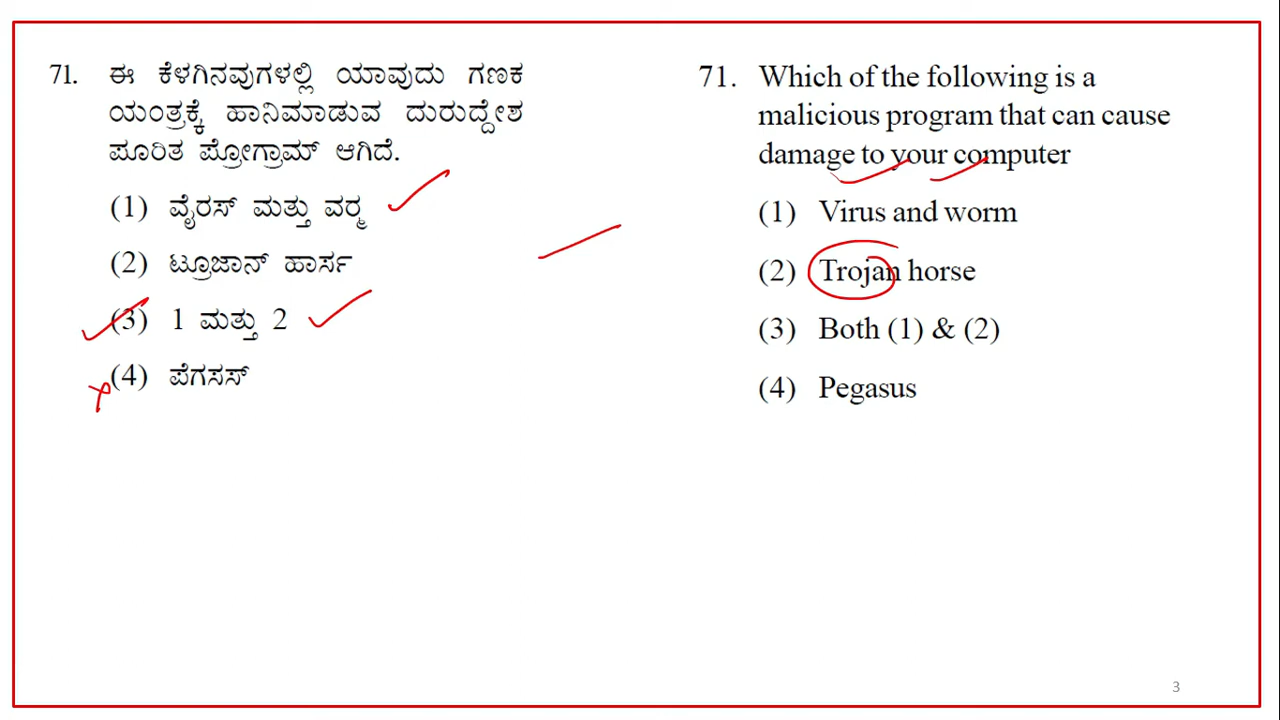 71. ಈ ಕೆಳಗಿನವುಗಳಲ್ಲಿ ಯಾವುದು ಗಣಕ
ಯಂತ್ರಕ್ಕೆ ಹಾನಿಮಾಡುವ ದುರುದ್ದೇಶ
ಪೂರಿತ ಪ್ರೋಗ್ರಾಮ್ ಆಗಿದೆ.
(1) ವೈರಸ್ ಮತ್ತು ವರ‍್ಮ
(2) ಟ್ರೂಜಾನ್ ಹಾರ್ಸ
(3) 1 ಮತ್ತು 2
(4) ಪೆಗಸಸ್
71. Which of the following is a
malicious program that can cause
damage to your computer
(1) Virus and worm
(2) Trojan horse
(3) Both (1) & (2)
(4) Pegasus
3